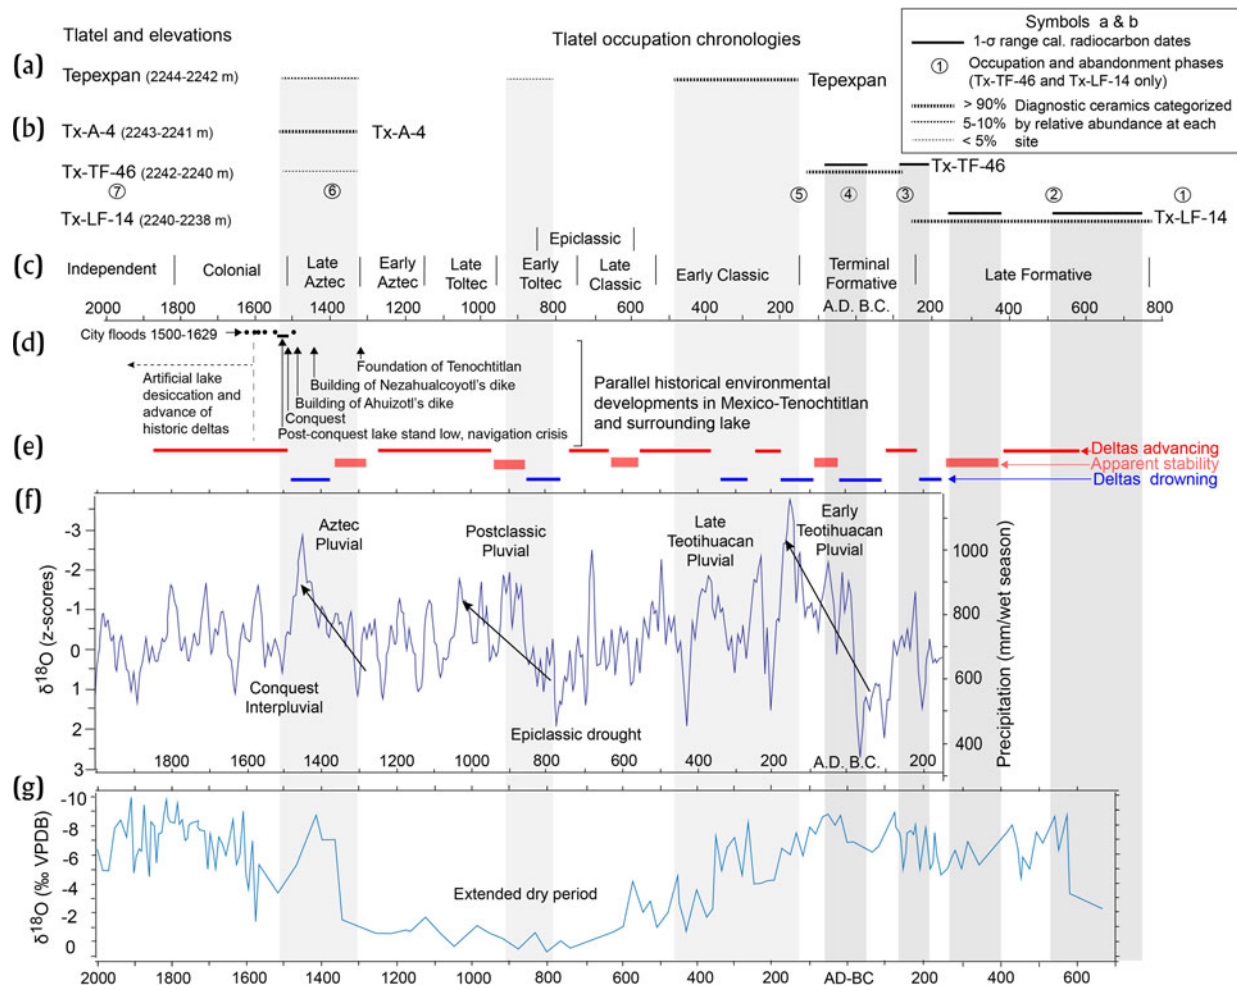 Tlatel and elevations
Tlatel occupation chronologies
Symbols a & b
1-σ range cal. radiocarbon dates
① Occupation and abandonment phases
(Tx-TF-46 and Tx-LF-14 only)
> 90% Diagnostic ceramics categorized
5-10% by relative abundance at each
< 5% site
(a)
Tepexpan (2244-2242 m)
Tepexpan
(b)
Tx-A-4 (2243-2241 m)
Tx-A-4
Tx-TF-46 (2242-2240 m)
Tx-TF-46
⑦ ⑥ ⑤ ④ ③ ② ①
Tx-LF-14 (2240-2238 m)
Tx-LF-14
(c)
Epiclassic
Independent
Colonial
Late
Aztec
Early
Aztec
Late
Toltec
Early
Toltec
Late
Classic
Early Classic
Terminal
Formative
Late Formative
A.D. B.C.
2000 1800 1600 1400 1200 1000 800 600 400 200 200 400 600 800
(d)
City floods 1500-1629
Foundation of Tenochtitlan
Building of Nezahualcoyotl's dike
Building of Ahuizotl's dike
Conquest
Post-conquest lake stand low, navigation crisis
Artificial lake
desiccation and
advance of
historic deltas
Parallel historical environmental
developments in Mexico-Tenochtitlan
and surrounding lake
(e)
Deltas advancing
Apparent stability
Deltas drowning
(f)
δ18O (z-scores)
-3
-2
-1
0
1
2
3
Aztec
Pluvial
Postclassic
Pluvial
Late
Teotihuacan
Pluvial
Early
Teotihuacan
Pluvial
Conquest
Interpluvial
Epiclassic drought
1800 1600 1400 1200 1000 800 600 400 200 A.D. B.C. 200
1000
800
600
400
Precipitation (mm/wet season)
(g)
δ18O (‰ VPDB)
-10
-8
-6
-4
-2
0
Extended dry period
2000 1800 1600 1400 1200 1000 800 600 400 200 AD-BC 200 400 600